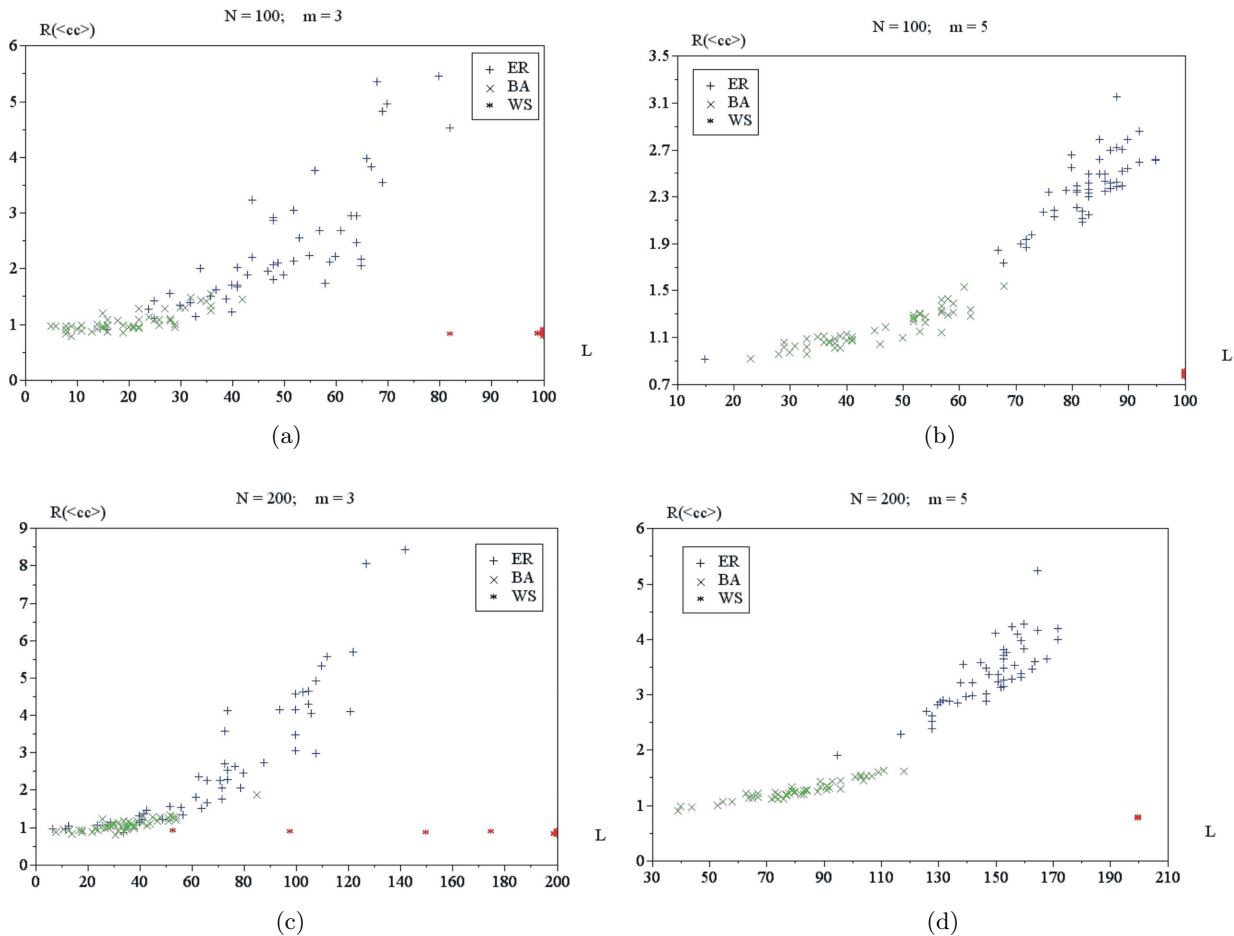 N = 100; m = 3
R(<cc>)
6
5
4
3
2
1
0
0 10 20 30 40 50 60 70 80 90 100
L
ER
BA
WS
(a)
N = 100; m = 5
R(<cc>)
3.5
3.1
2.7
2.3
1.9
1.5
1.1
0.7
10 20 30 40 50 60 70 80 90 100
L
ER
BA
WS
(b)
N = 200; m = 3
R(<cc>)
9
8
7
6
5
4
3
2
1
0
0 20 40 60 80 100 120 140 160 180 200
L
ER
BA
WS
(c)
N = 200; m = 5
R(<cc>)
6
5
4
3
2
1
0
30 50 70 90 110 130 150 170 190 210
L
ER
BA
WS
(d)